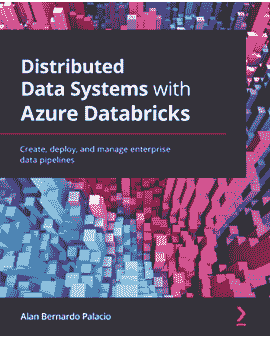 Distributed
Data Systems with
Azure Databricks
Create, deploy, and manage enterprise
data pipelines
Alan Bernardo Palacio